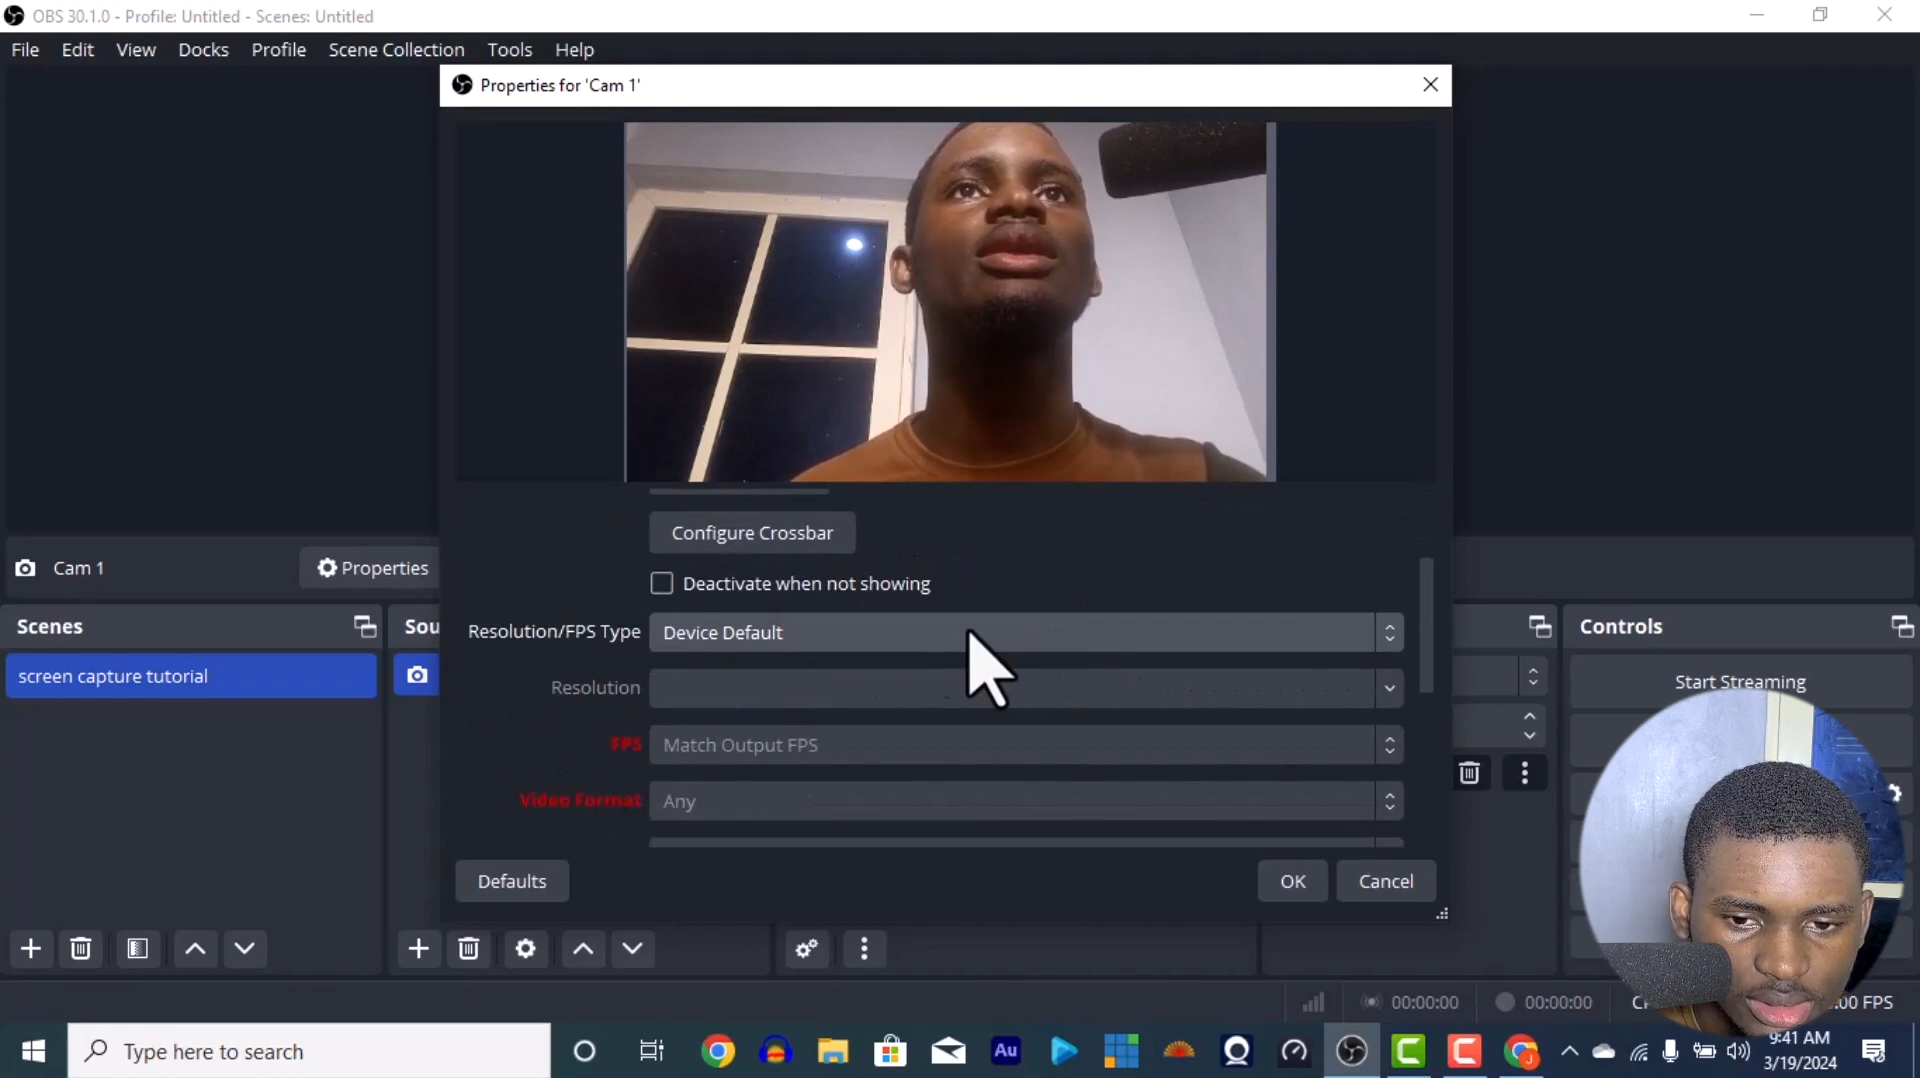 OBS 30.1.0 - Profile: Untitled - Scenes: Untitled
File Edit View Docks Profile Scene Collection Tools Help
Properties for 'Cam 1'
Configure Crossbar
Deactivate when not showing
Resolution/FPS Type Device Default
Resolution
FPS Match Output FPS
Video Format Any
Defaults OK Cancel
Cam 1 Properties
Scenes
screen capture tutorial
Sou
Controls
Start Streaming
00:00:00 00:00:00 FPS
Type here to search
Au
J
9:41 AM
3/19/2024